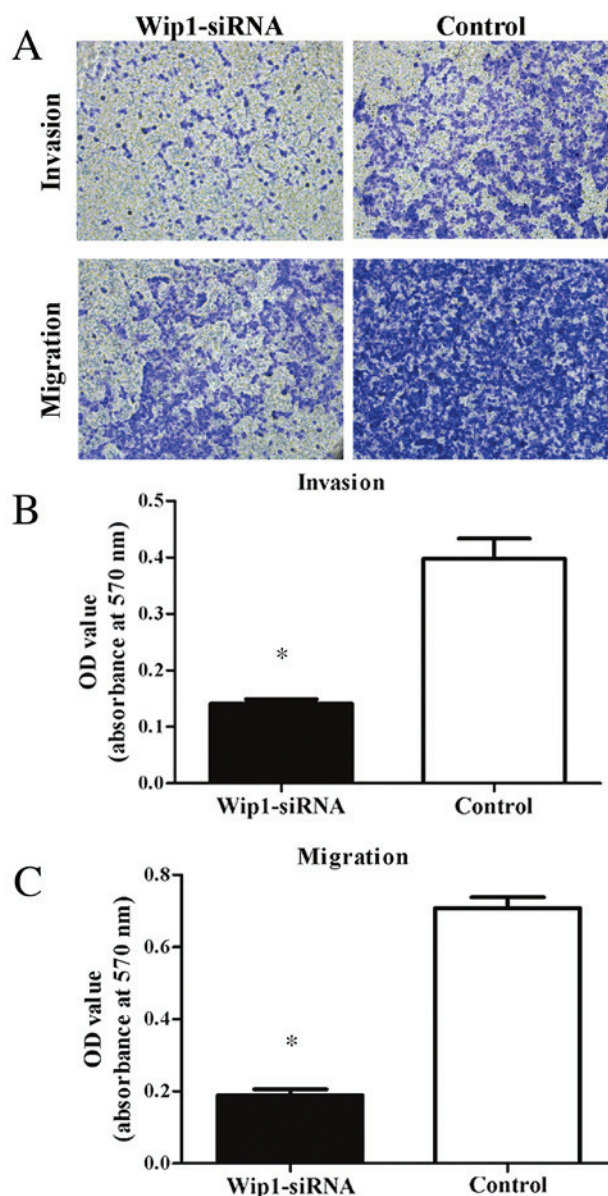 A
Wip1-siRNA Control
Invasion
Migration
B
Invasion
OD value
(absorbance at 570 nm)
0.5
0.4
0.3
0.2
0.1
0.0
*
Wip1-siRNA Control
C
Migration
OD value
(absorbance at 570 nm)
0.8
0.6
0.4
0.2
0.0
*
Wip1-siRNA Control